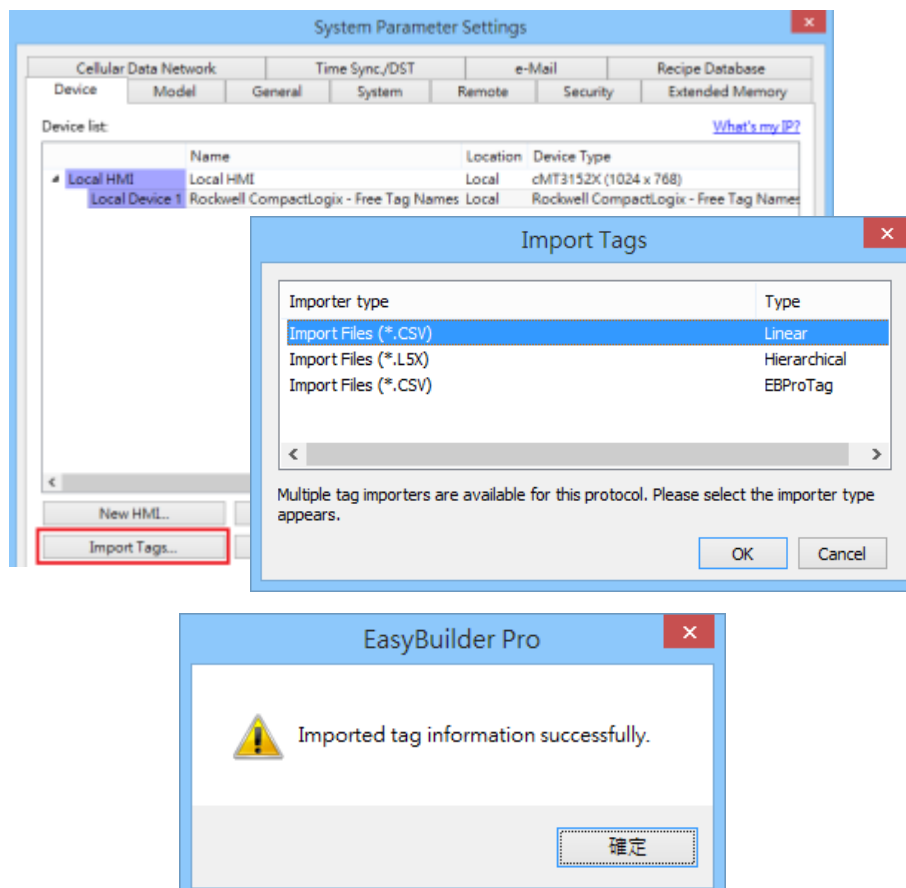 System Parameter Settings
Cellular Data Network Time Sync./DST e-Mail Recipe Database
Device Model General System Remote Security Extended Memory
Device list: What's my IP?
Name Location Device Type
Local HMI Local HMI Local cMT3152X (1024 x 768)
Local Device 1 Rockwell CompactLogix - Free Tag Names Local Rockwell CompactLogix - Free Tag Names
New HMI...
Import Tags...
Import Tags
Importer type Type
Import Files (*.CSV) Linear
Import Files (*.L5X) Hierarchical
Import Files (*.CSV) EBProTag
Multiple tag importers are available for this protocol. Please select the importer type
appears.
OK Cancel
EasyBuilder Pro
Imported tag information successfully.
確定